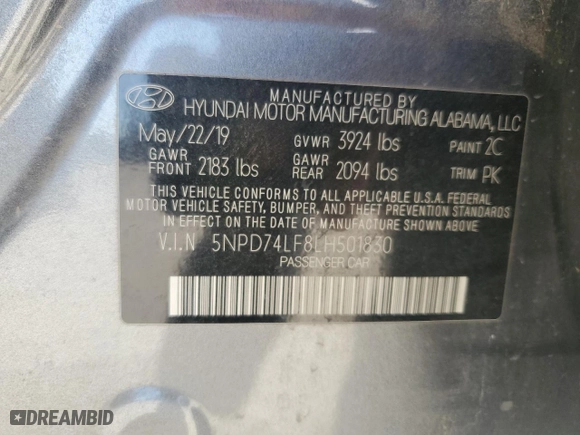 MANUFACTURED BY
HYUNDAI MOTOR MANUFACTURING ALABAMA, LLC
May/22/19 GVWR 3924 lbs PAINT 2C
GAWR FRONT 2183 lbs GAWR REAR 2094 lbs TRIM PK
THIS VEHICLE CONFORMS TO ALL APPLICABLE U.S.A. FEDERAL
MOTOR VEHICLE SAFETY, BUMPER, AND THEFT PREVENTION
STANDARDS IN EFFECT ON THE DATE OF MANUFACTURE
SHOWN ABOVE
V.I.N 5NPD74LF8LH501830
PASSENGER CAR
DREAMBID